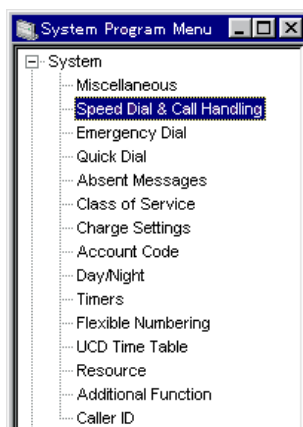 System Program Menu
System
Miscellaneous
Speed Dial & Call Handling
Emergency Dial
Quick Dial
Absent Messages
Class of Service
Charge Settings
Account Code
Day/Night
Timers
Flexible Numbering
UCD Time Table
Resource
Additional Function
Caller ID